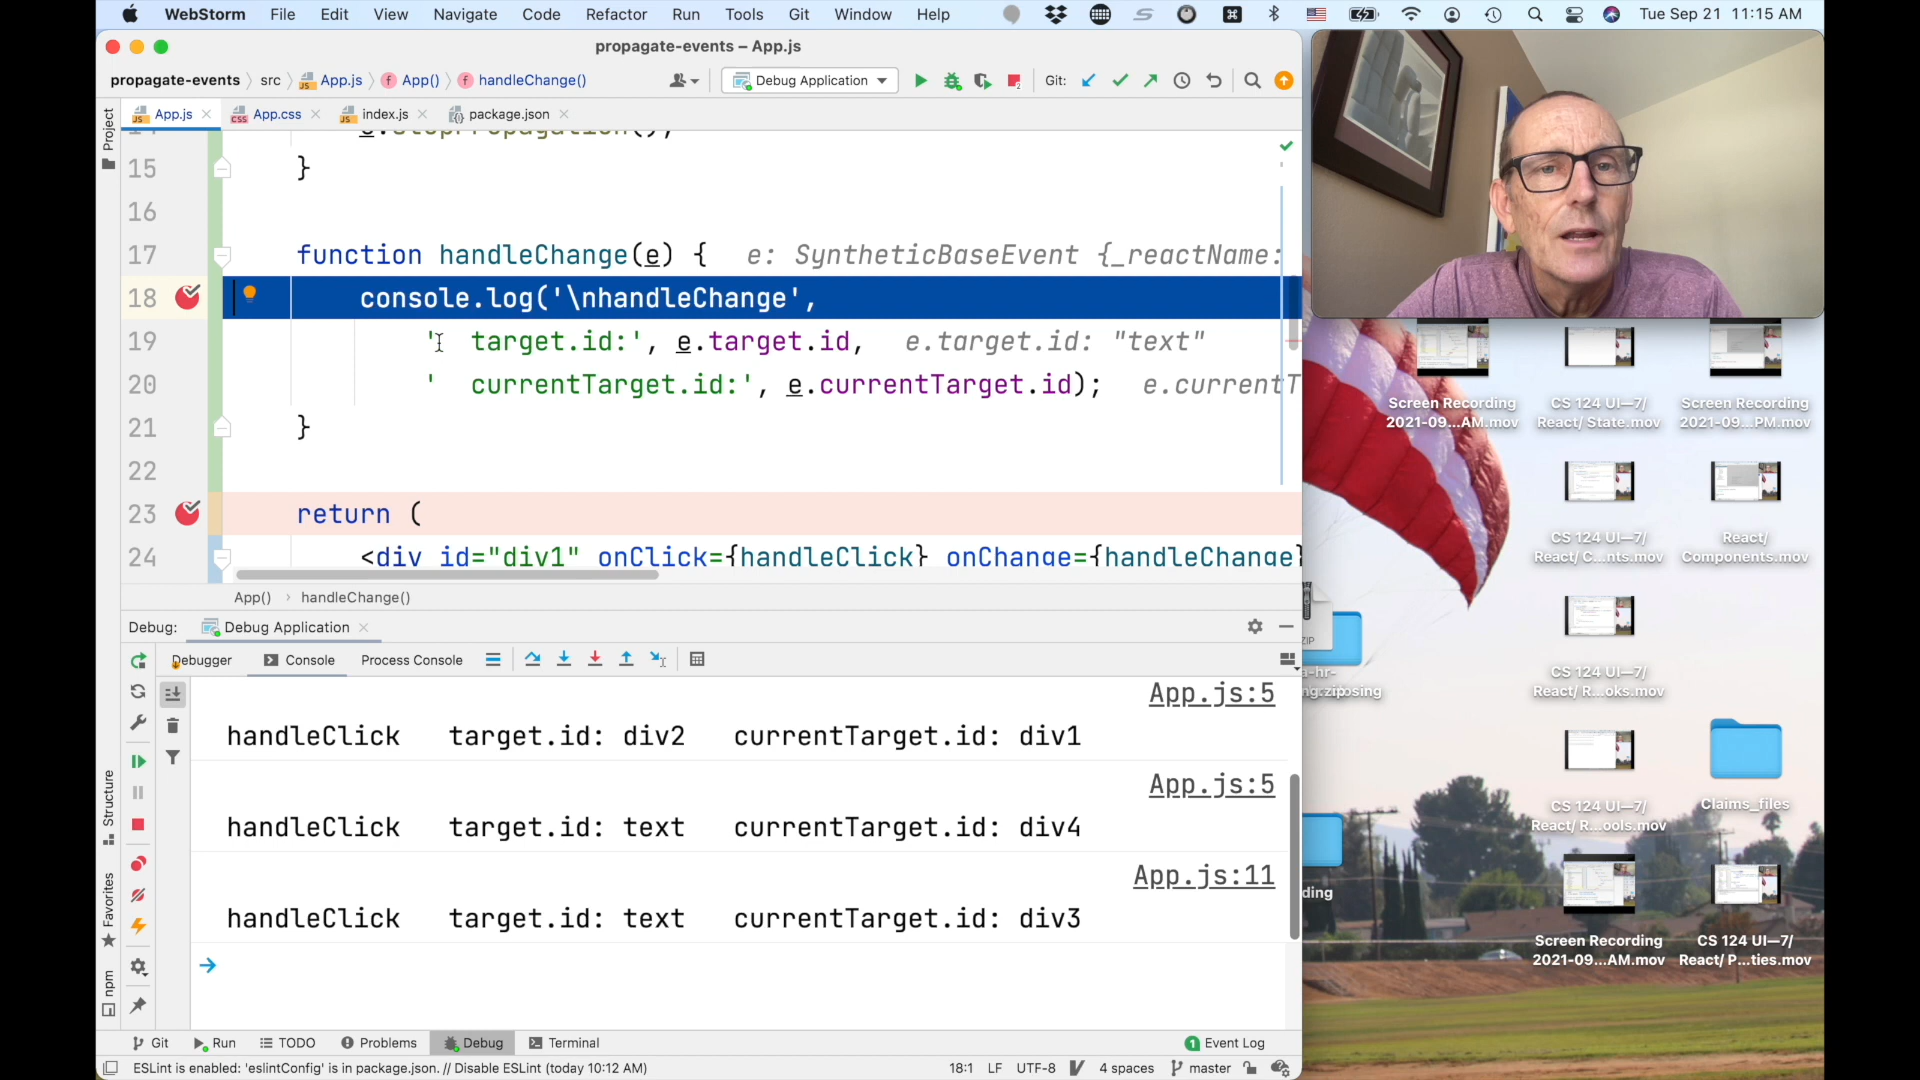 WebStorm File Edit View Navigate Code Refactor Run Tools Git Window Help Tue Sep 21 11:15 AM
propagate-events – App.js
propagate-events src App.js App() handleChange() Debug Application Git:
Project
App.js App.css index.js package.json
e.stopPropagation();
15 }
16
17 function handleChange(e) { e: SyntheticBaseEvent {_reactName:
18 console.log('\nhandleChange',
19 ' target.id:', e.target.id, e.target.id: "text"
20 ' currentTarget.id:', e.currentTarget.id); e.currentT
21 }
22
23 return (
24 <div id="div1" onClick={handleClick} onChange={handleChange}
App() handleChange()
Debug: Debug Application
Debugger Console Process Console
App.js:5
handleClick target.id: div2 currentTarget.id: div1
App.js:5
handleClick target.id: text currentTarget.id: div4
App.js:11
handleClick target.id: text currentTarget.id: div3
Structure
Favorites
npm
Git Run TODO Problems Debug Terminal 1 Event Log
ESLint is enabled: 'eslintConfig' is in package.json. // Disable ESLint (today 10:12 AM) 18:1 LF UTF-8 4 spaces master
Screen Recording
2021-09...AM.mov
CS 124 UI—7/
React/ State.mov
Screen Recording
2021-09...PM.mov
CS 124 UI—7/
React/ C...nts.mov
React/
Components.mov
ZIP
CS 124 UI—7/
React/ R...oks.mov
CS 124 UI—7/
React/ R...ools.mov
Claims_files
ding
Screen Recording
2021-09...AM.mov
CS 124 UI—7/
React/ P...ties.mov